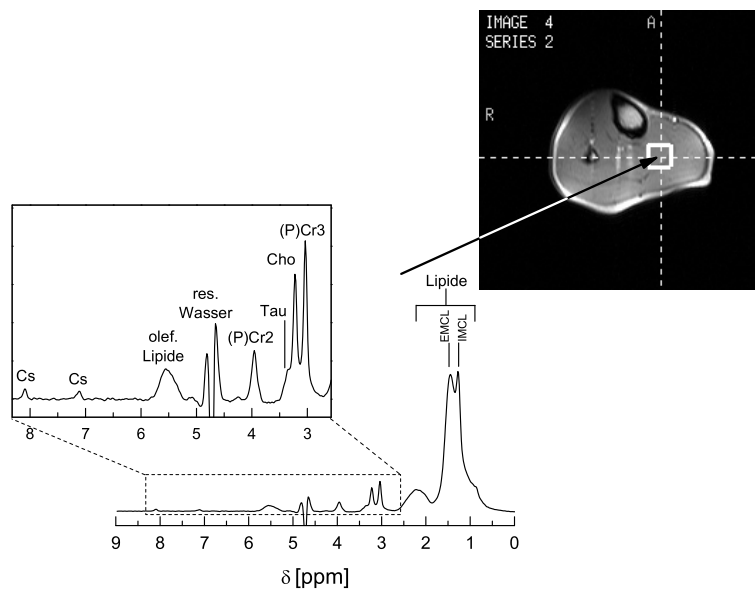 IMAGE 4
SERIES 2
A
R
(P)Cr3
Cho
res.
Wasser
Tau
olef.
Lipide
(P)Cr2
Cs
Cs
8 7 6 5 4 3
Lipide
EMCL
IMCL
9 8 7 6 5 4 3 2 1 0
δ [ppm]